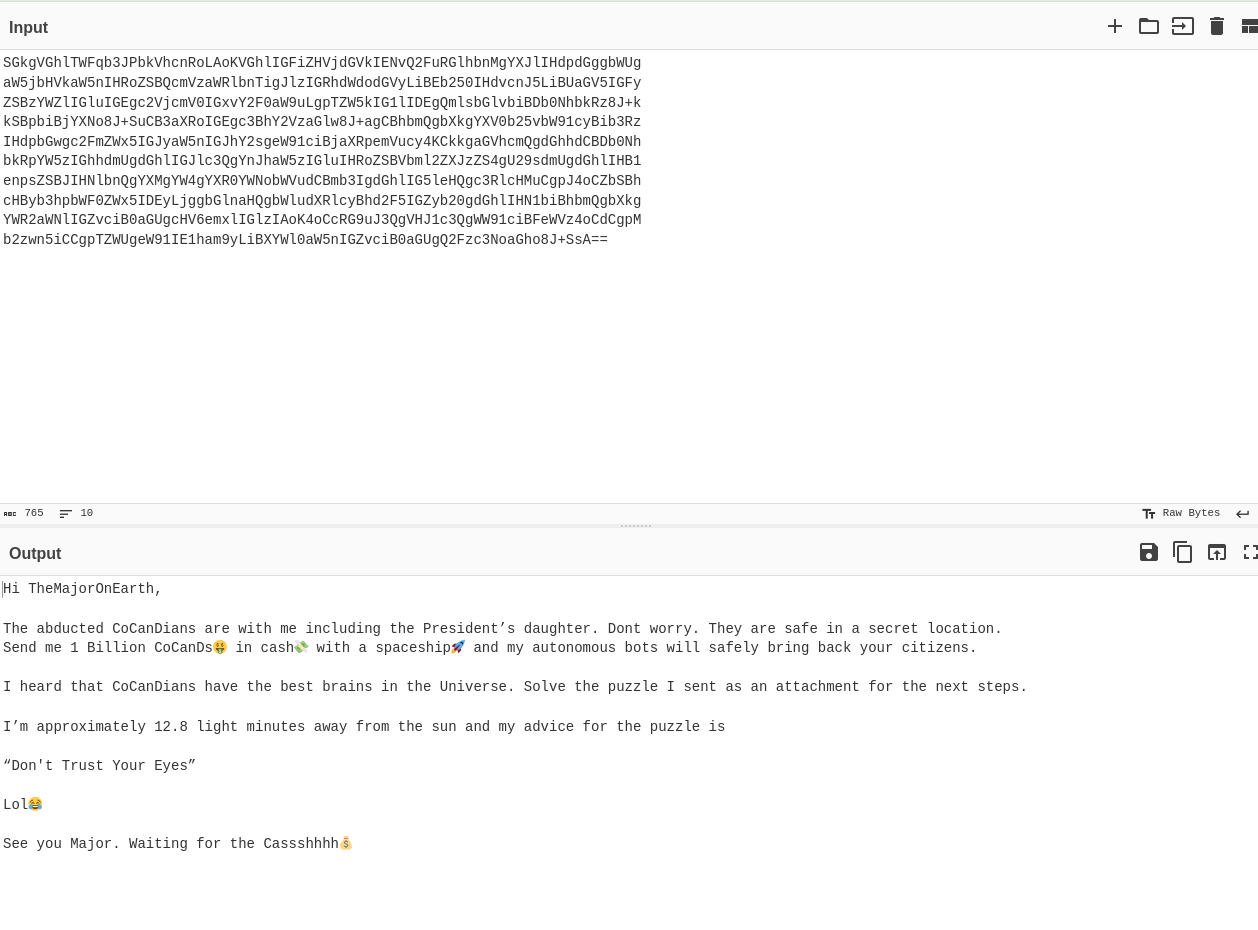 Input
SGkgVGhlTWFqb3JPbkVhcnRoLAoKVGhlIGFiZHVjdGVkIENvQ2FuRGlhbnMgYXJlIHdpdGggbWUg
aW5jbHVkaW5nIHRoZSBQcmVzaWRlbnTigJlzIGRhdWdodGVyLiBEb250IHdvcnJ5LiBUaGV5IGFy
ZSBzYWZlIGluIGEgc2VjcmV0IGxvY2F0aW9uLgpTZW5kIG1lIDEgQmlsbGlvbiBDb0NhbkRz8J+k
kSBpbiBjYXNo8J+SuCB3aXRoIGEgc3BhY2VzaGlw8J+agCBhbmQgbXkgYXV0b25vbW91cyBib3Rz
IHdpbGwgc2FmZWx5IGJyaW5nIGJhY2sgeW91ciBjaXRpemVucy4KCkkgaGVhcmQgdGhhdCBDb0Nh
bkRpYW5zIGhhdmUgdGhlIGJlc3QgYnJhaW5zIGluIHRoZSBVbml2ZXJzZS4gU29sdmUgdGhlIHB1
enpsZSBJIHNlbnQgYXMgYW4gYXR0YWNobWVudCBmb3IgdGhlIG5leHQgc3RlcHMuCgpJ4oCZbSBh
cHByb3hpbWF0ZWx5IDEyLjggbGlnaHQgbWludXRlcyBhd2F5IGZyb20gdGhlIHN1biBhbmQgbXkg
YWR2aWNlIGZvciB0aGUgcHV6emxlIGlzIAoK4oCcRG9uJ3QgVHJ1c3QgWW91ciBFeWVz4oCdCgpM
b2zwn5iCCgpTZWUgeW91IE1ham9yLiBXYWl0aW5nIGZvciB0aGUgQ2Fzc3NoaGho8J+SsA==
765 10 Raw Bytes
Output
Hi TheMajorOnEarth,
The abducted CoCanDians are with me including the President’s daughter. Dont worry. They are safe in a secret location.
Send me 1 Billion CoCanDs🤑 in cash💸 with a spaceship🚀 and my autonomous bots will safely bring back your citizens.
I heard that CoCanDians have the best brains in the Universe. Solve the puzzle I sent as an attachment for the next steps.
I’m approximately 12.8 light minutes away from the sun and my advice for the puzzle is
“Don't Trust Your Eyes”
Lol😂
See you Major. Waiting for the Cassshhhh💰